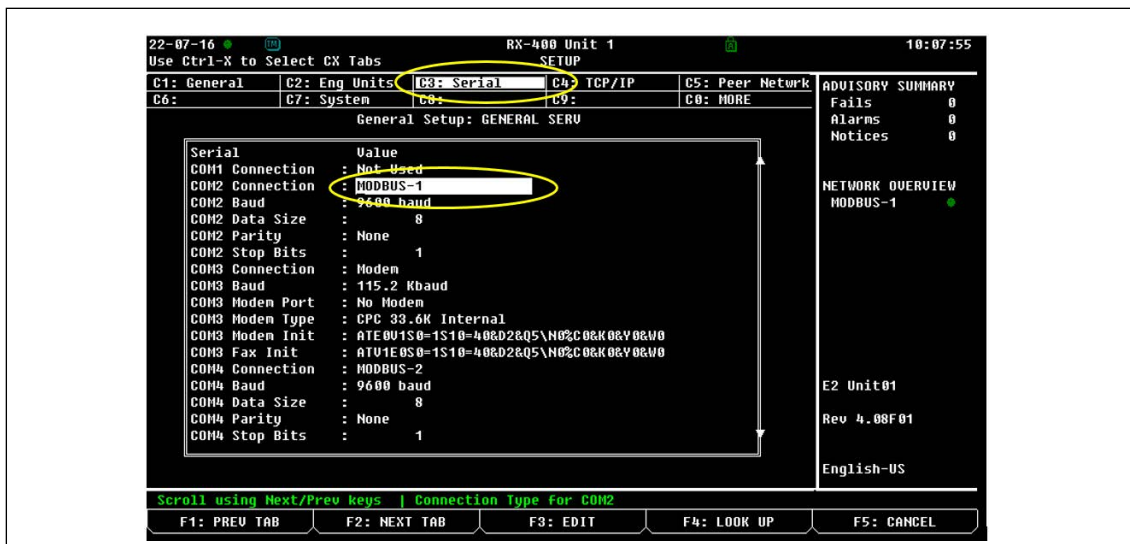 22-07-16 TM RX-400 Unit 1 A 10:07:55
Use Ctrl-X to Select CX Tabs SETUP
C1: General C2: Eng Units C3: Serial C4: TCP/IP C5: Peer Netwrk
C6: C7: System C8: C9: C0: MORE
General Setup: GENERAL SERV
Serial Value
COM1 Connection : Not Used
COM2 Connection : MODBUS-1
COM2 Baud : 9600 baud
COM2 Data Size : 8
COM2 Parity : None
COM2 Stop Bits : 1
COM3 Connection : Modem
COM3 Baud : 115.2 Kbaud
COM3 Modem Port : No Modem
COM3 Modem Type : CPC 33.6K Internal
COM3 Modem Init : ATE0V1S0=1S10=40&D2&Q5\N0%C0&K0&Y0&W0
COM3 Fax Init : ATV1E0S0=1S10=40&D2&Q5\N0%C0&K0&Y0&W0
COM4 Connection : MODBUS-2
COM4 Baud : 9600 baud
COM4 Data Size : 8
COM4 Parity : None
COM4 Stop Bits : 1
ADVISORY SUMMARY
Fails 0
Alarms 0
Notices 0
NETWORK OVERVIEW
MODBUS-1
E2 Unit01
Rev 4.08F01
English-US
Scroll using Next/Prev keys | Connection Type for COM2
F1: PREV TAB F2: NEXT TAB F3: EDIT F4: LOOK UP F5: CANCEL